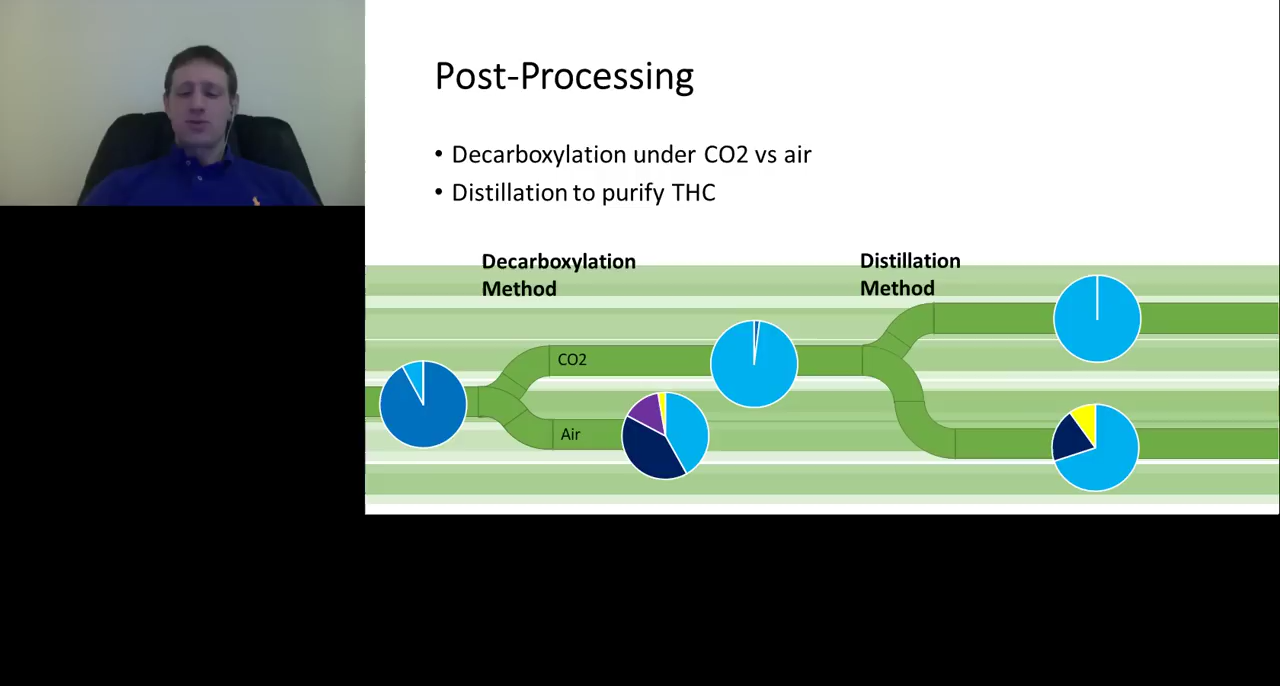 Post-Processing
• Decarboxylation under CO2 vs air
• Distillation to purify THC
Decarboxylation
Method
Distillation
Method
CO2
Air